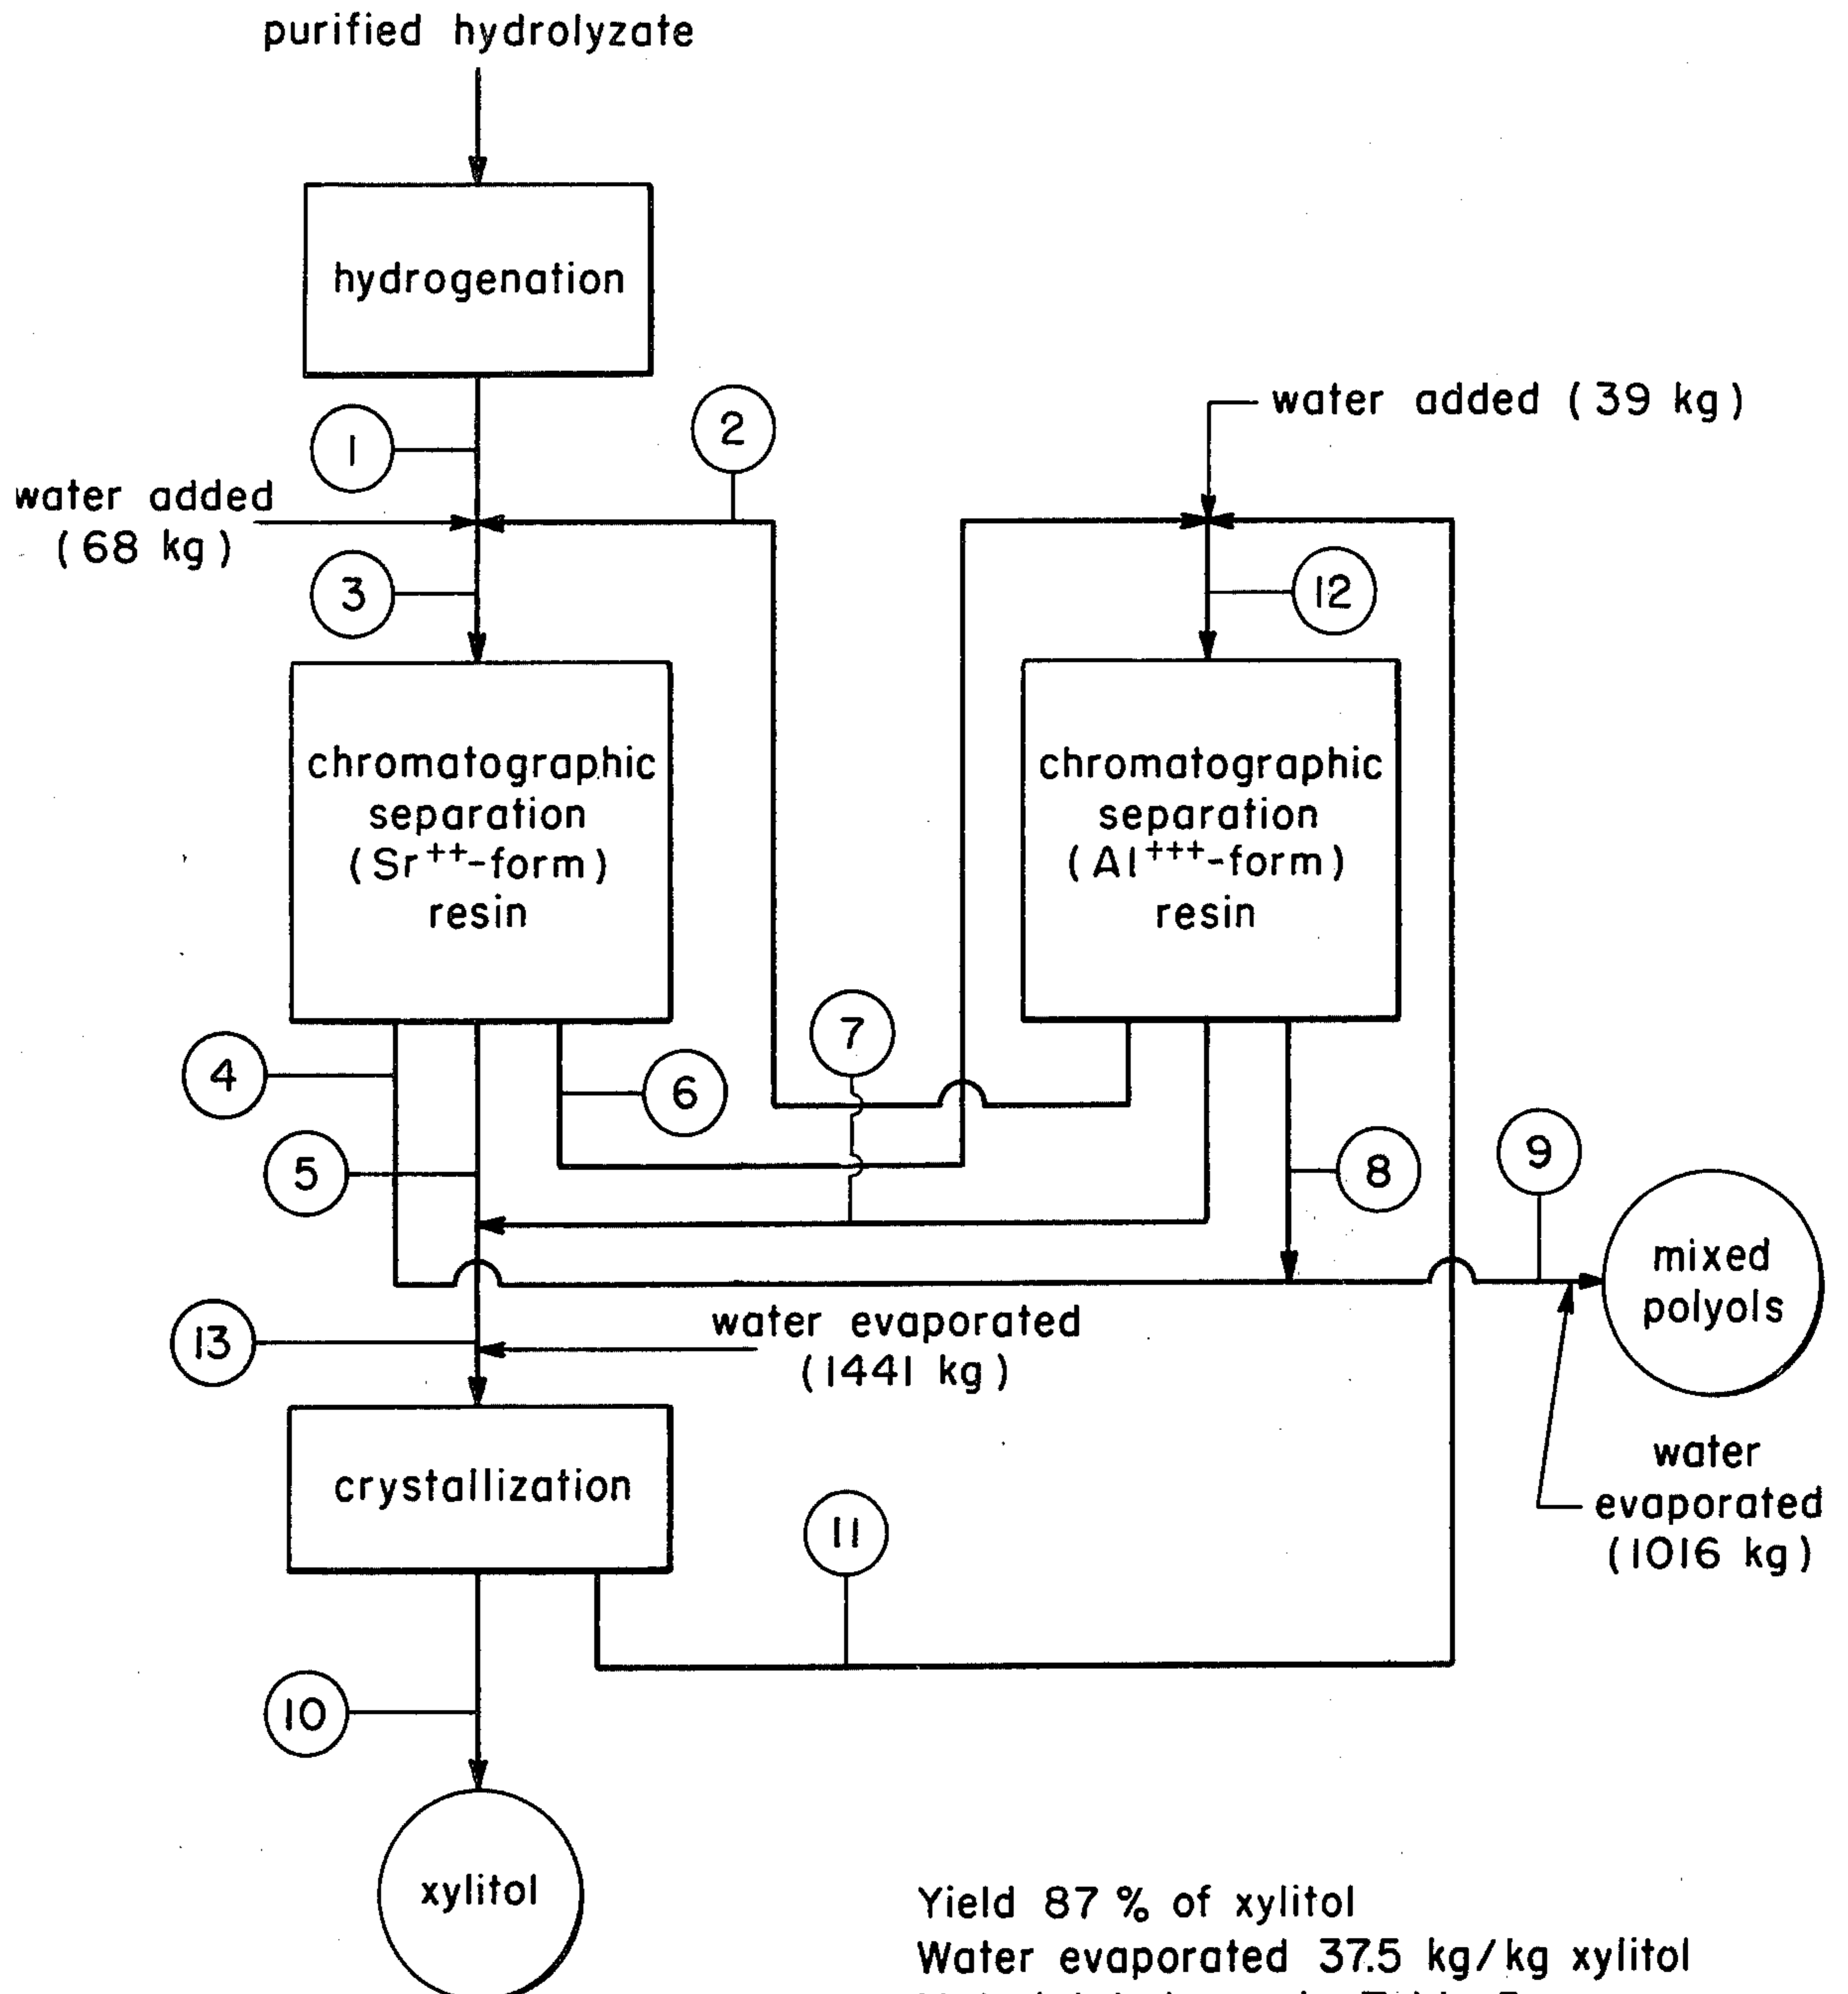 purified hydrolyzate
hydrogenation
1
2
water added (39 kg)
water added
(68 kg)
3
12
chromatographic
separation
(Sr++-form)
resin
chromatographic
separation
(Al+++-form)
resin
4
7
6
5
8
9
mixed
polyols
13
water evaporated
(1441 kg)
water
evaporated
(1016 kg)
crystallization
11
10
xylitol
Yield 87 % of xylitol
Water evaporated 37.5 kg/kg xylitol